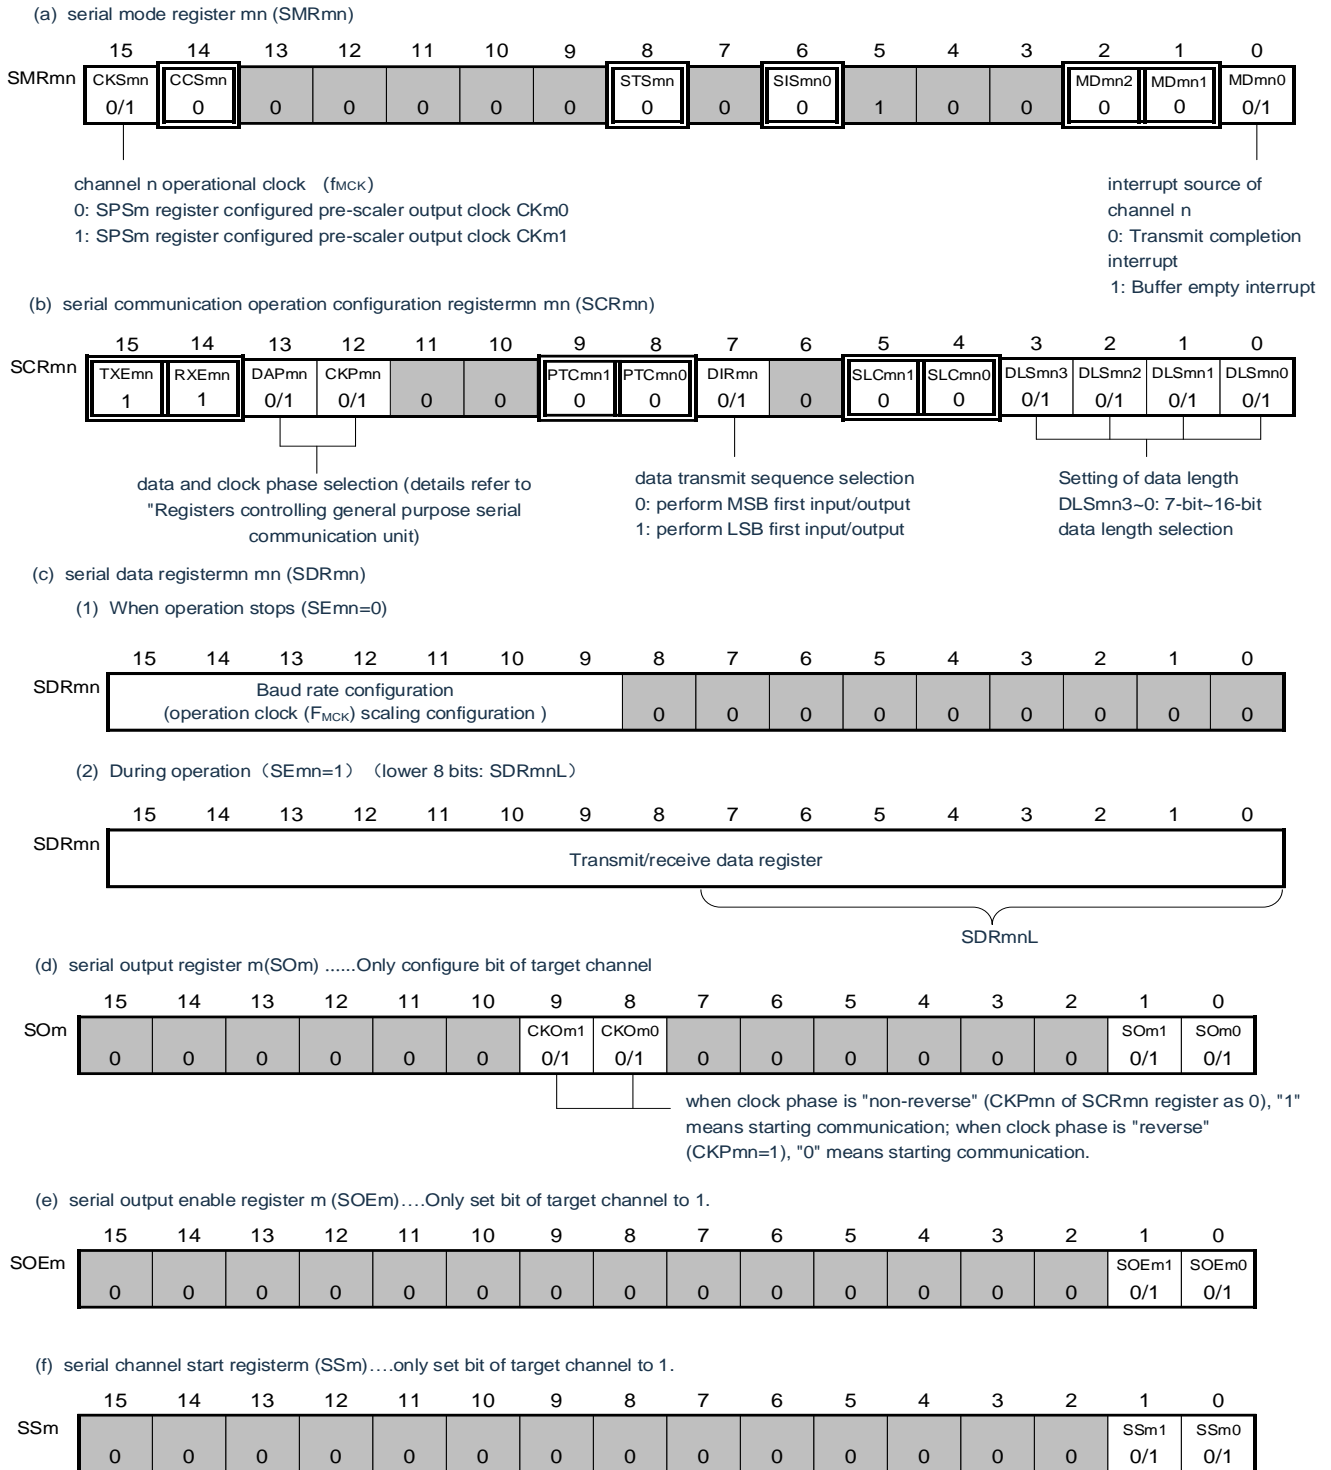 (a) serial mode register mn (SMRmn)
15 14 13 12 11 10 9 8 7 6 5 4 3 2 1 0
SMRmn CKSmn CCSmn STSmn SISmn0 MDmn2 MDmn1 MDmn0
0/1 0 0 0 0 0 0 0 0 0 1 0 0 0 0 0/1
channel n operational clock (fMCK)
0: SPSm register configured pre-scaler output clock CKm0
1: SPSm register configured pre-scaler output clock CKm1
interrupt source of
channel n
0: Transmit completion
interrupt
1: Buffer empty interrupt
(b) serial communication operation configuration registermn mn (SCRmn)
15 14 13 12 11 10 9 8 7 6 5 4 3 2 1 0
SCRmn TXEmn RXEmn DAPmn CKPmn PTCmn1 PTCmn0 DIRmn SLCmn1 SLCmn0 DLSmn3 DLSmn2 DLSmn1 DLSmn0
1 1 0/1 0/1 0 0 0 0 0/1 0 0 0 0/1 0/1 0/1 0/1
data and clock phase selection (details refer to
"Registers controlling general purpose serial
communication unit)
data transmit sequence selection
0: perform MSB first input/output
1: perform LSB first input/output
Setting of data length
DLSmn3~0: 7-bit~16-bit
data length selection
(c) serial data registermn mn (SDRmn)
(1) When operation stops (SEmn=0)
15 14 13 12 11 10 9 8 7 6 5 4 3 2 1 0
SDRmn Baud rate configuration
(operation clock (FMCK) scaling configuration ) 0 0 0 0 0 0 0 0 0
(2) During operation（SEmn=1）（lower 8 bits: SDRmnL）
15 14 13 12 11 10 9 8 7 6 5 4 3 2 1 0
SDRmn Transmit/receive data register
SDRmnL
(d) serial output register m(SOm) ......Only configure bit of target channel
15 14 13 12 11 10 9 8 7 6 5 4 3 2 1 0
SOm CKOm1 CKOm0 SOm1 SOm0
0 0 0 0 0 0 0/1 0/1 0 0 0 0 0 0 0/1 0/1
when clock phase is "non-reverse" (CKPmn of SCRmn register as 0), "1"
means starting communication; when clock phase is "reverse"
(CKPmn=1), "0" means starting communication.
(e) serial output enable register m (SOEm)….Only set bit of target channel to 1.
15 14 13 12 11 10 9 8 7 6 5 4 3 2 1 0
SOEm SOEm1 SOEm0
0 0 0 0 0 0 0 0 0 0 0 0 0 0 0/1 0/1
(f) serial channel start registerm (SSm)….only set bit of target channel to 1.
15 14 13 12 11 10 9 8 7 6 5 4 3 2 1 0
SSm SSm1 SSm0
0 0 0 0 0 0 0 0 0 0 0 0 0 0 0/1 0/1